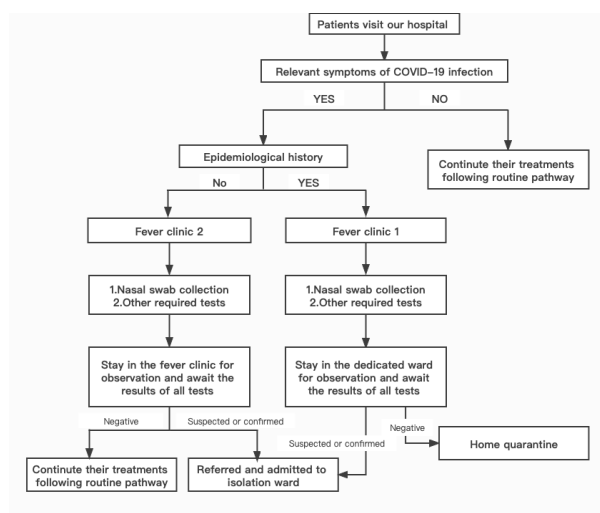 Patients visit our hospital
Relevant symptoms of COVID-19 infection
YES
NO
Epidemiological history
Continute their treatments
following routine pathway
No
YES
Fever clinic 2
Fever clinic 1
1.Nasal swab collection
2.Other required tests
1.Nasal swab collection
2.Other required tests
Stay in the fever clinic for
observation and await the
results of all tests
Stay in the dedicated ward
for observation and await
the results of all tests
Negative
Suspected or confirmed
Suspected or confirmed
Negative
Home quarantine
Continute their treatments
following routine pathway
Referred and admitted to
isolation ward